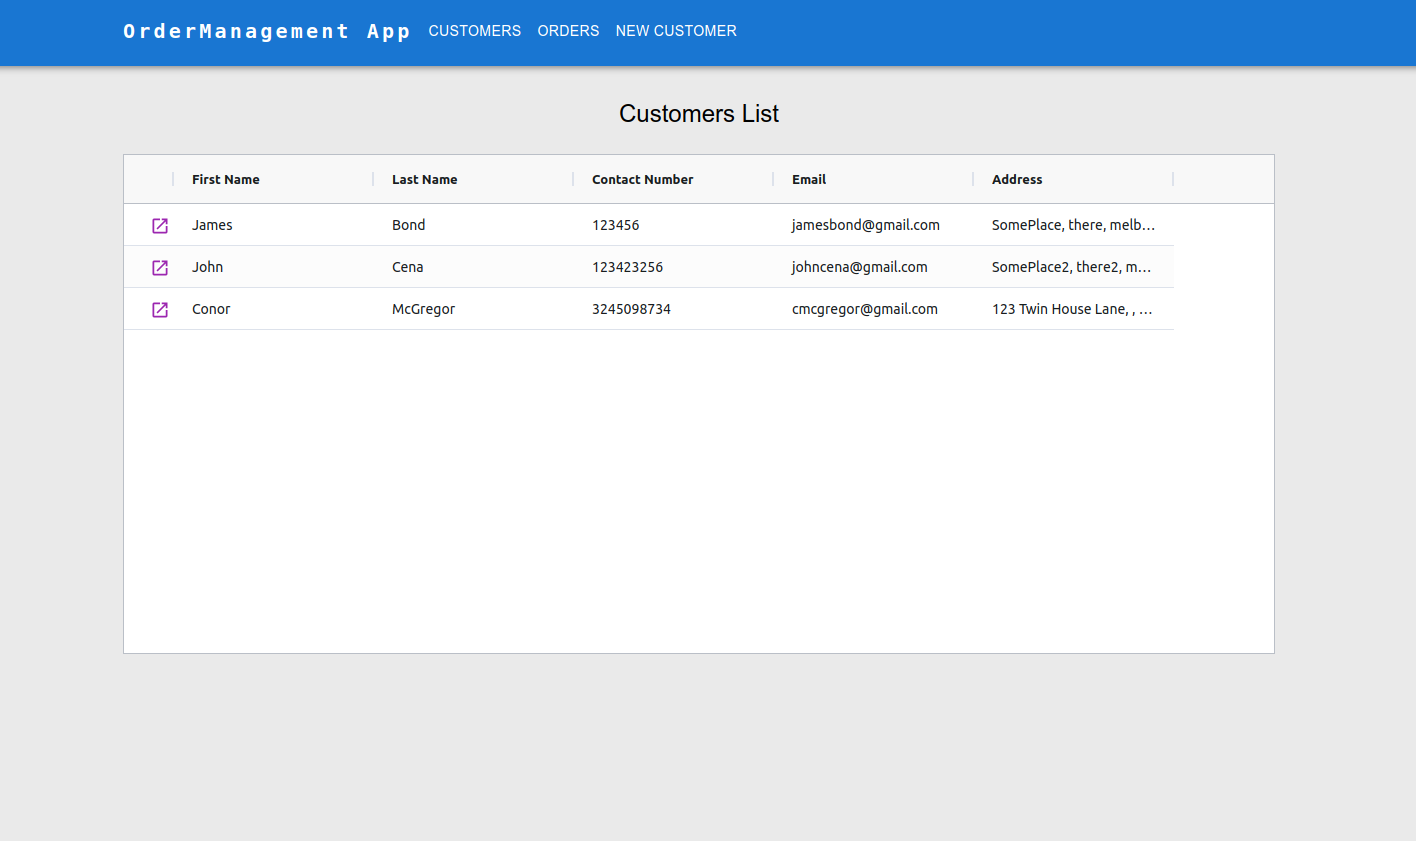 OrderManagement App CUSTOMERS ORDERS NEW CUSTOMER
Customers List
First Name Last Name Contact Number Email Address
James Bond 123456 jamesbond@gmail.com SomePlace, there, melb…
John Cena 123423256 johncena@gmail.com SomePlace2, there2, m…
Conor McGregor 3245098734 cmcgregor@gmail.com 123 Twin House Lane, , …